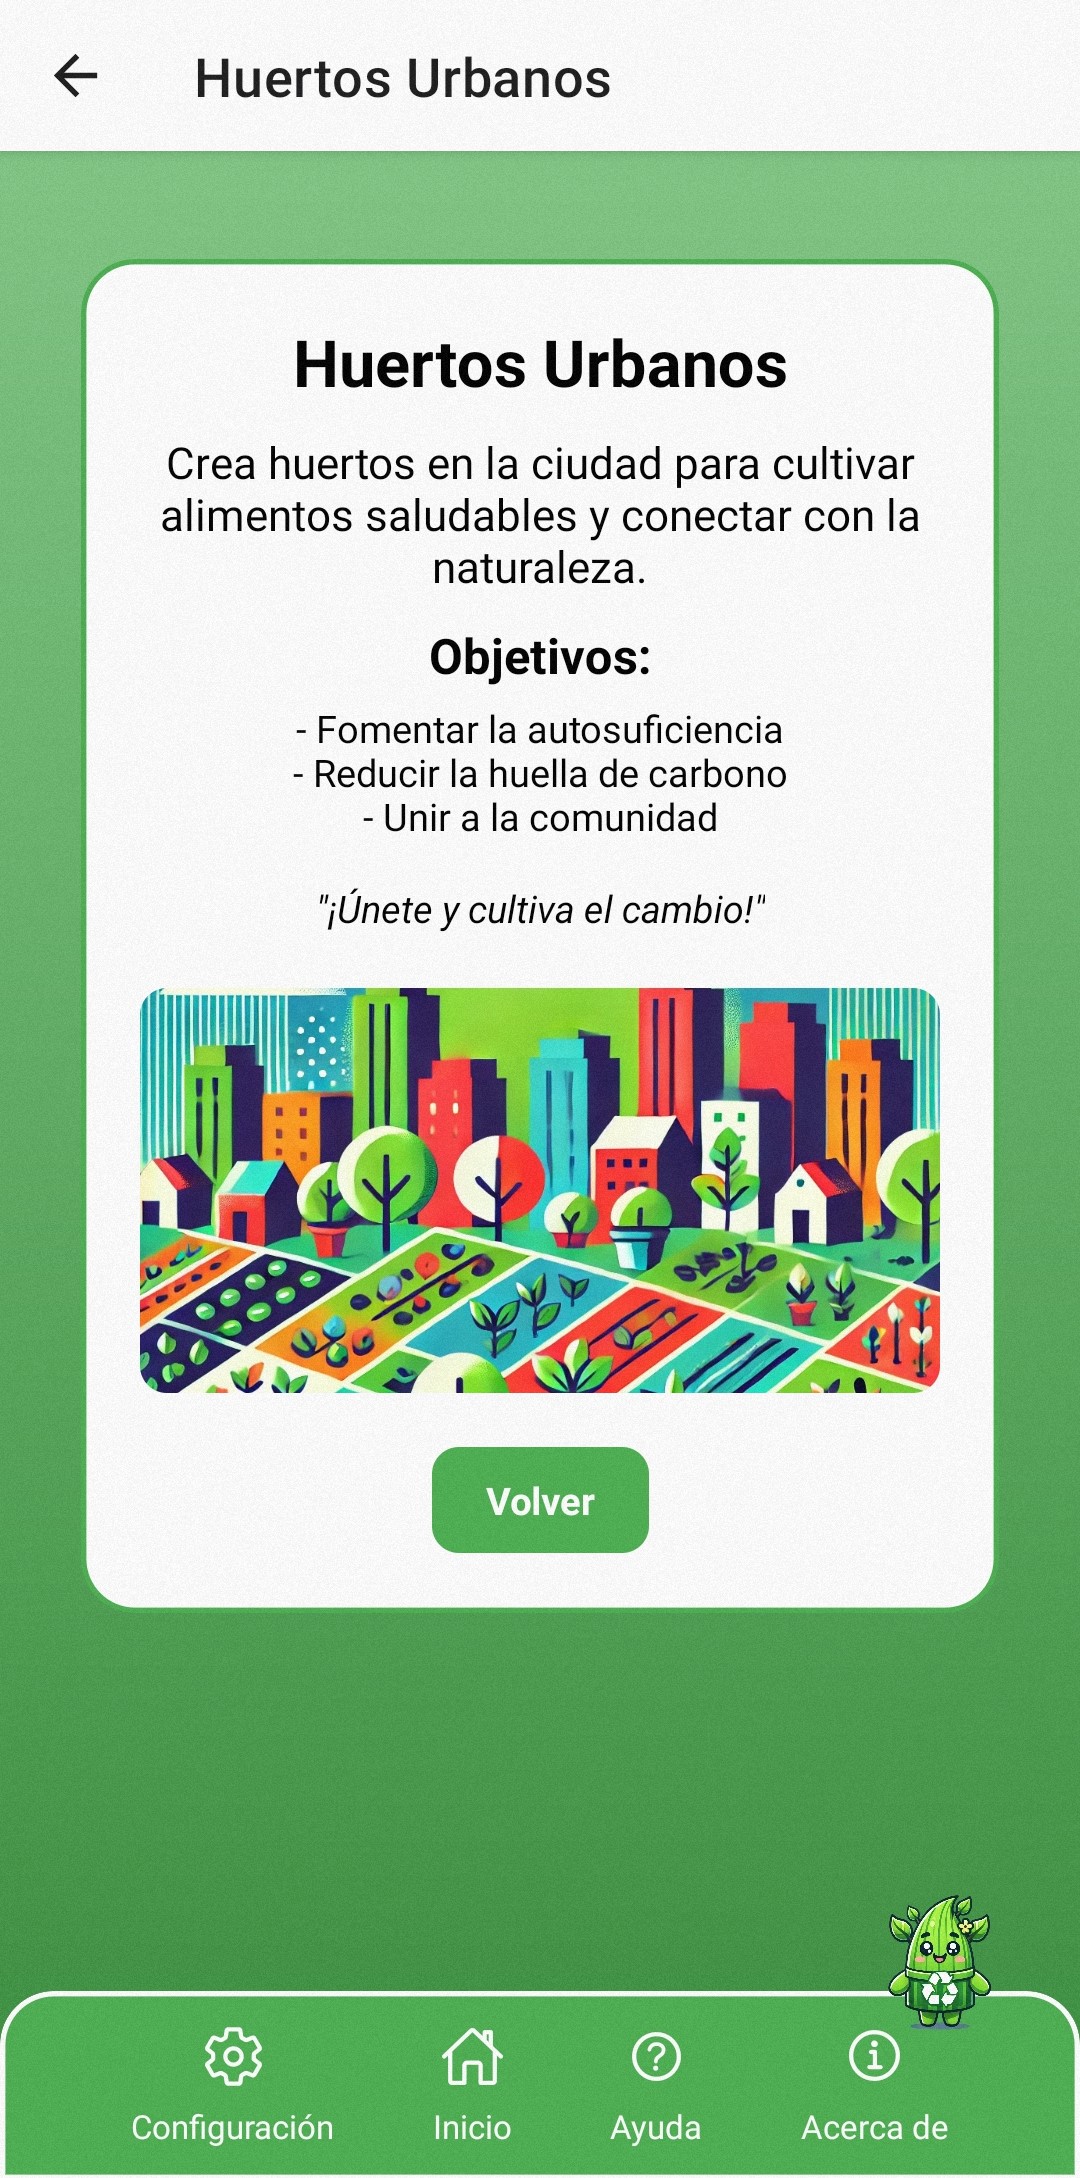 Huertos Urbanos
Huertos Urbanos
Crea huertos en la ciudad para cultivar
alimentos saludables y conectar con la
naturaleza.
Objetivos:
- Fomentar la autosuficiencia
- Reducir la huella de carbono
- Unir a la comunidad
"¡Únete y cultiva el cambio!"
Volver
Configuración
Inicio
Ayuda
Acerca de